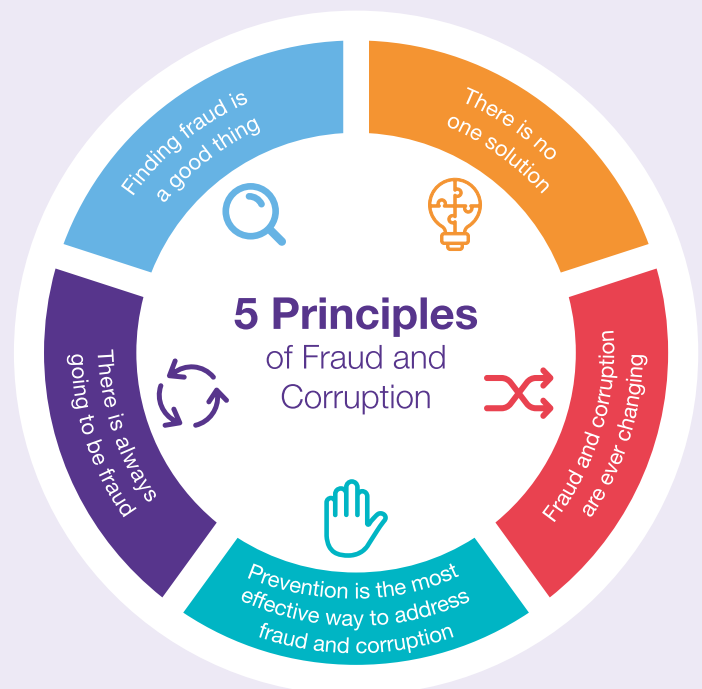 5 Principles
of Fraud and
Corruption
There is no
one solution
Fraud and corruption
are ever changing
Prevention is the most
effective way to address
fraud and corruption
There is always
going to be fraud
Finding fraud is
a good thing